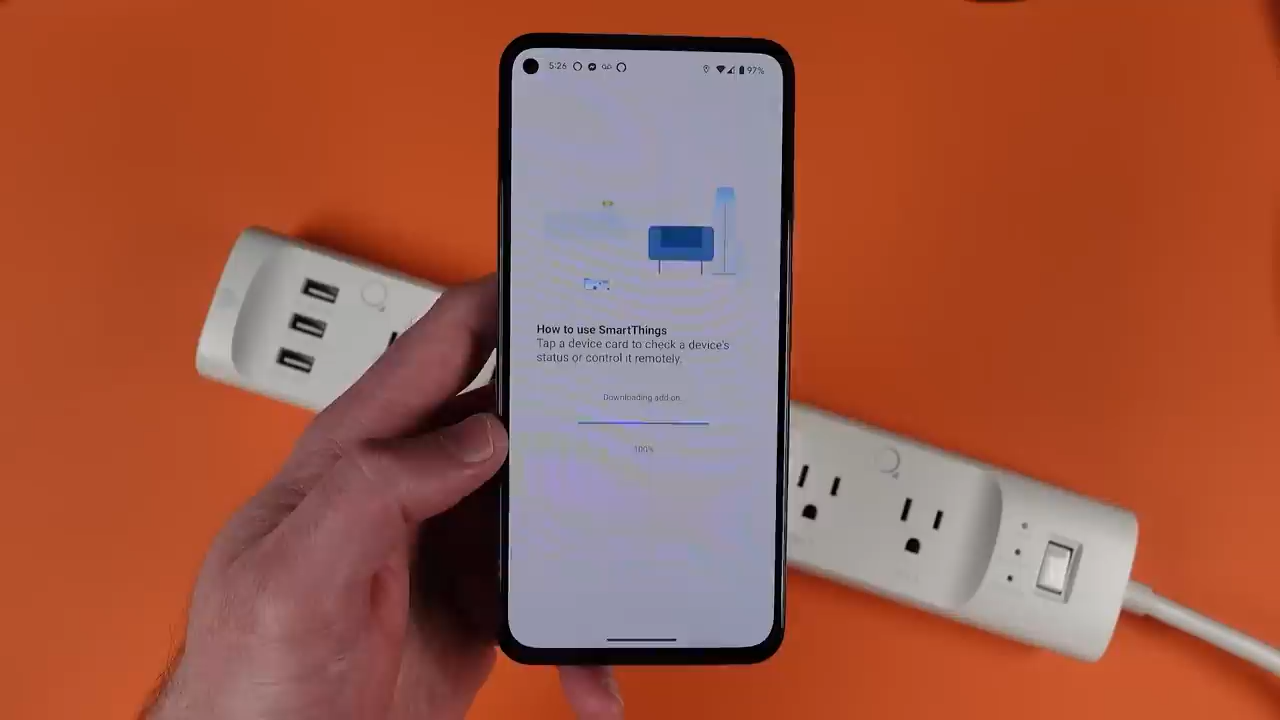 5:26
97%
How to use SmartThings
Tap a device card to check a device's
status or control it remotely.
Downloading add on...
100%